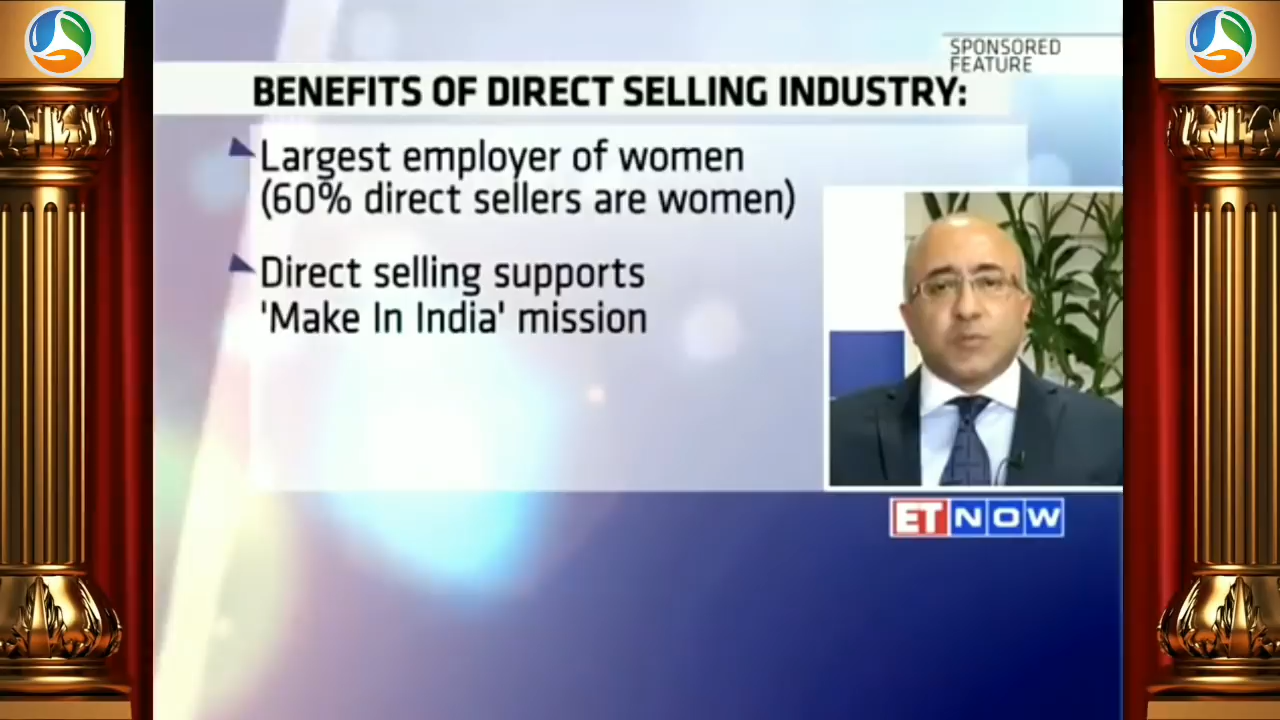 SPONSORED
FEATURE
BENEFITS OF DIRECT SELLING INDUSTRY:
Largest employer of women
(60% direct sellers are women)
Direct selling supports
'Make In India' mission
ET NOW